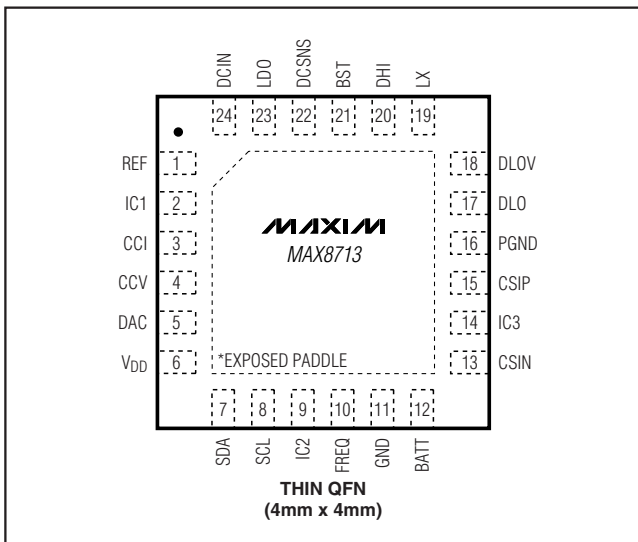 DCIN LDO DCSNS BST DHI LX
24 23 22 21 20 19
REF 1 18 DLOV
IC1 2 17 DLO
MAXIM
CCI 3 16 PGND
MAX8713
CCV 4 15 CSIP
DAC 5 14 IC3
VDD 6 *EXPOSED PADDLE 13 CSIN
7 8 9 10 11 12
SDA SCL IC2 FREQ GND BATT
THIN QFN
(4mm x 4mm)